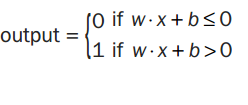 output = {0 if w · x + b ≤ 0
1 if w · x + b > 0